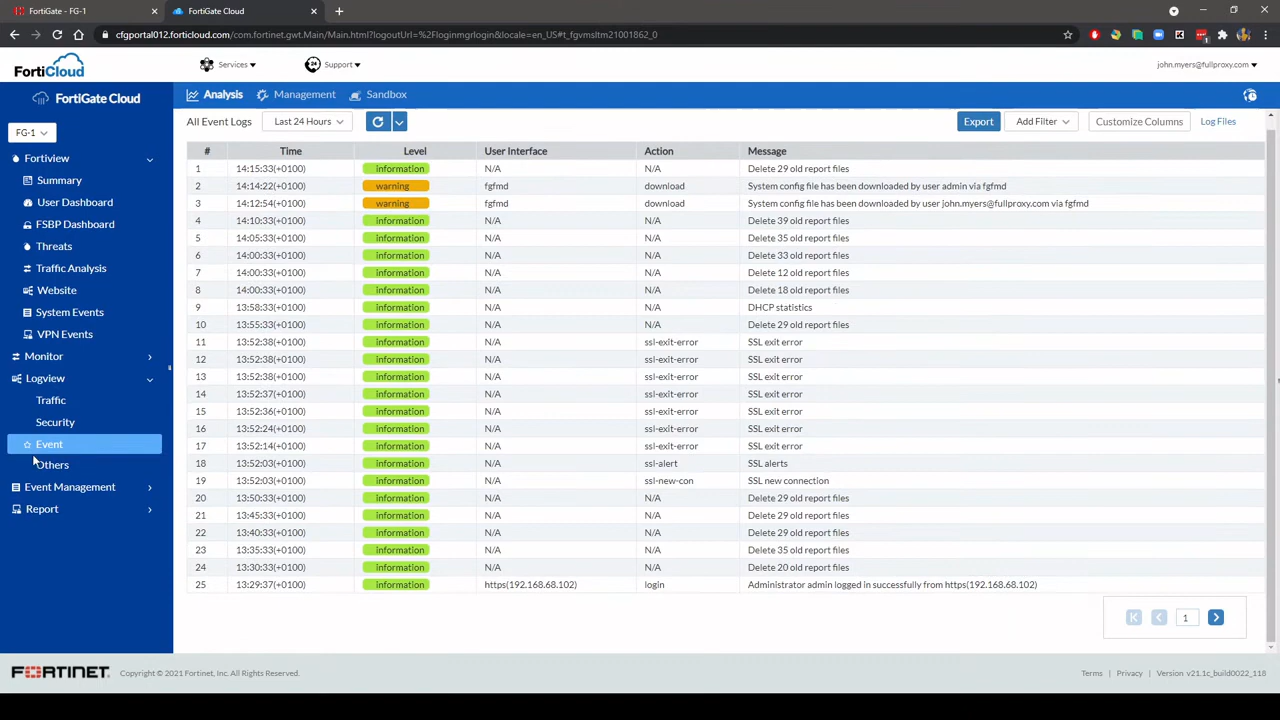 FortiGate - FG-1
FortiGate Cloud
cfgportal012.forticloud.com/com.fortinet.gwt.Main/Main.html?logoutUrl=%2Floginmgrlogin&locale=en_US#t_fgvmsltm21001862_0
FortiCloud
Services
Support
john.myers@fullproxy.com
FortiGate Cloud
Analysis
Management
Sandbox
FG-1
All Event Logs
Last 24 Hours
Export
Add Filter
Customize Columns
Log Files
Fortiview
Summary
User Dashboard
FSBP Dashboard
Threats
Traffic Analysis
Website
System Events
VPN Events
Monitor
Logview
Traffic
Security
Event
Others
Event Management
Report
# Time Level User Interface Action Message
1 14:15:33(+0100) information N/A N/A Delete 29 old report files
2 14:14:22(+0100) warning fgfmd download System config file has been downloaded by user admin via fgfmd
3 14:12:54(+0100) warning fgfmd download System config file has been downloaded by user john.myers@fullproxy.com via fgfmd
4 14:10:33(+0100) information N/A N/A Delete 39 old report files
5 14:05:33(+0100) information N/A N/A Delete 35 old report files
6 14:00:33(+0100) information N/A N/A Delete 33 old report files
7 14:00:33(+0100) information N/A N/A Delete 12 old report files
8 14:00:33(+0100) information N/A N/A Delete 18 old report files
9 13:58:33(+0100) information N/A N/A DHCP statistics
10 13:55:33(+0100) information N/A N/A Delete 29 old report files
11 13:52:38(+0100) information N/A ssl-exit-error SSL exit error
12 13:52:38(+0100) information N/A ssl-exit-error SSL exit error
13 13:52:38(+0100) information N/A ssl-exit-error SSL exit error
14 13:52:37(+0100) information N/A ssl-exit-error SSL exit error
15 13:52:36(+0100) information N/A ssl-exit-error SSL exit error
16 13:52:24(+0100) information N/A ssl-exit-error SSL exit error
17 13:52:14(+0100) information N/A ssl-exit-error SSL exit error
18 13:52:03(+0100) information N/A ssl-alert SSL alerts
19 13:52:03(+0100) information N/A ssl-new-con SSL new connection
20 13:50:33(+0100) information N/A N/A Delete 29 old report files
21 13:45:33(+0100) information N/A N/A Delete 29 old report files
22 13:40:33(+0100) information N/A N/A Delete 29 old report files
23 13:35:33(+0100) information N/A N/A Delete 35 old report files
24 13:30:33(+0100) information N/A N/A Delete 20 old report files
25 13:29:37(+0100) information https(192.168.68.102) login Administrator admin logged in successfully from https(192.168.68.102)
1
FORTINET
Copyright © 2021 Fortinet, Inc. All Rights Reserved.
Terms | Privacy | Version v21.1c_build0022_118